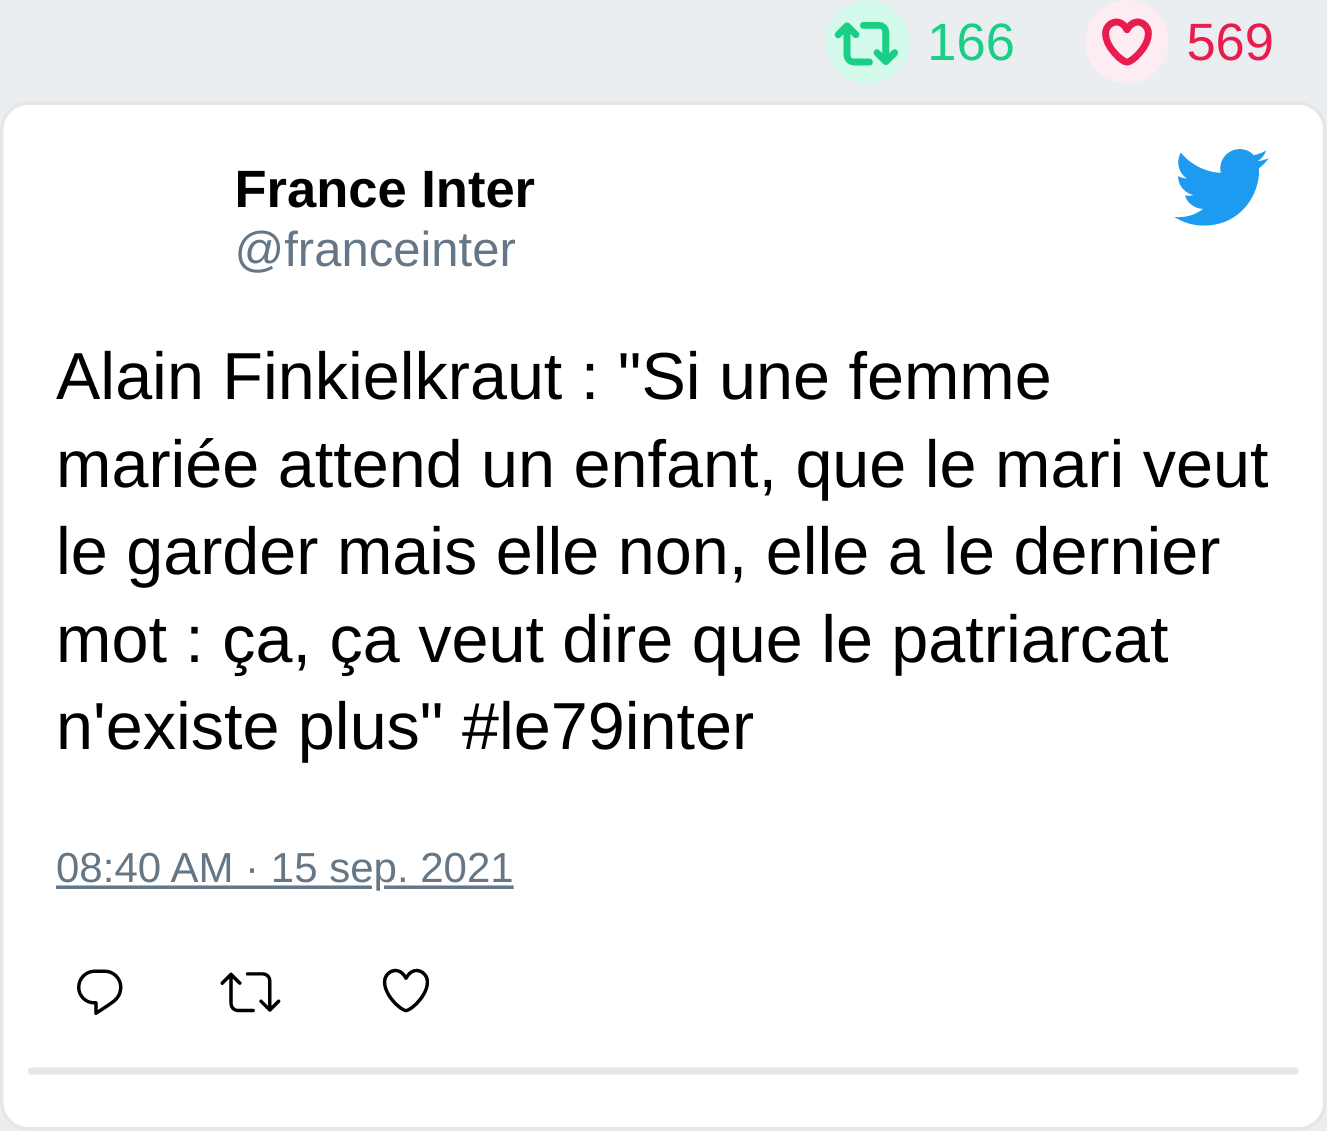 166 569
France Inter
@franceinter
Alain Finkielkraut : "Si une femme
mariée attend un enfant, que le mari veut
le garder mais elle non, elle a le dernier
mot : ça, ça veut dire que le patriarcat
n'existe plus" #le79inter
08:40 AM · 15 sep. 2021